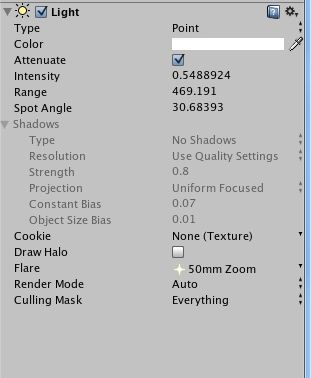 Light
Type Point
Color
Attenuate
Intensity 0.5488924
Range 469.191
Spot Angle 30.68393
Shadows
Type No Shadows
Resolution Use Quality Settings
Strength 0.8
Projection Uniform Focused
Constant Bias 0.07
Object Size Bias 0.01
Cookie None (Texture)
Draw Halo
Flare 50mm Zoom
Render Mode Auto
Culling Mask Everything